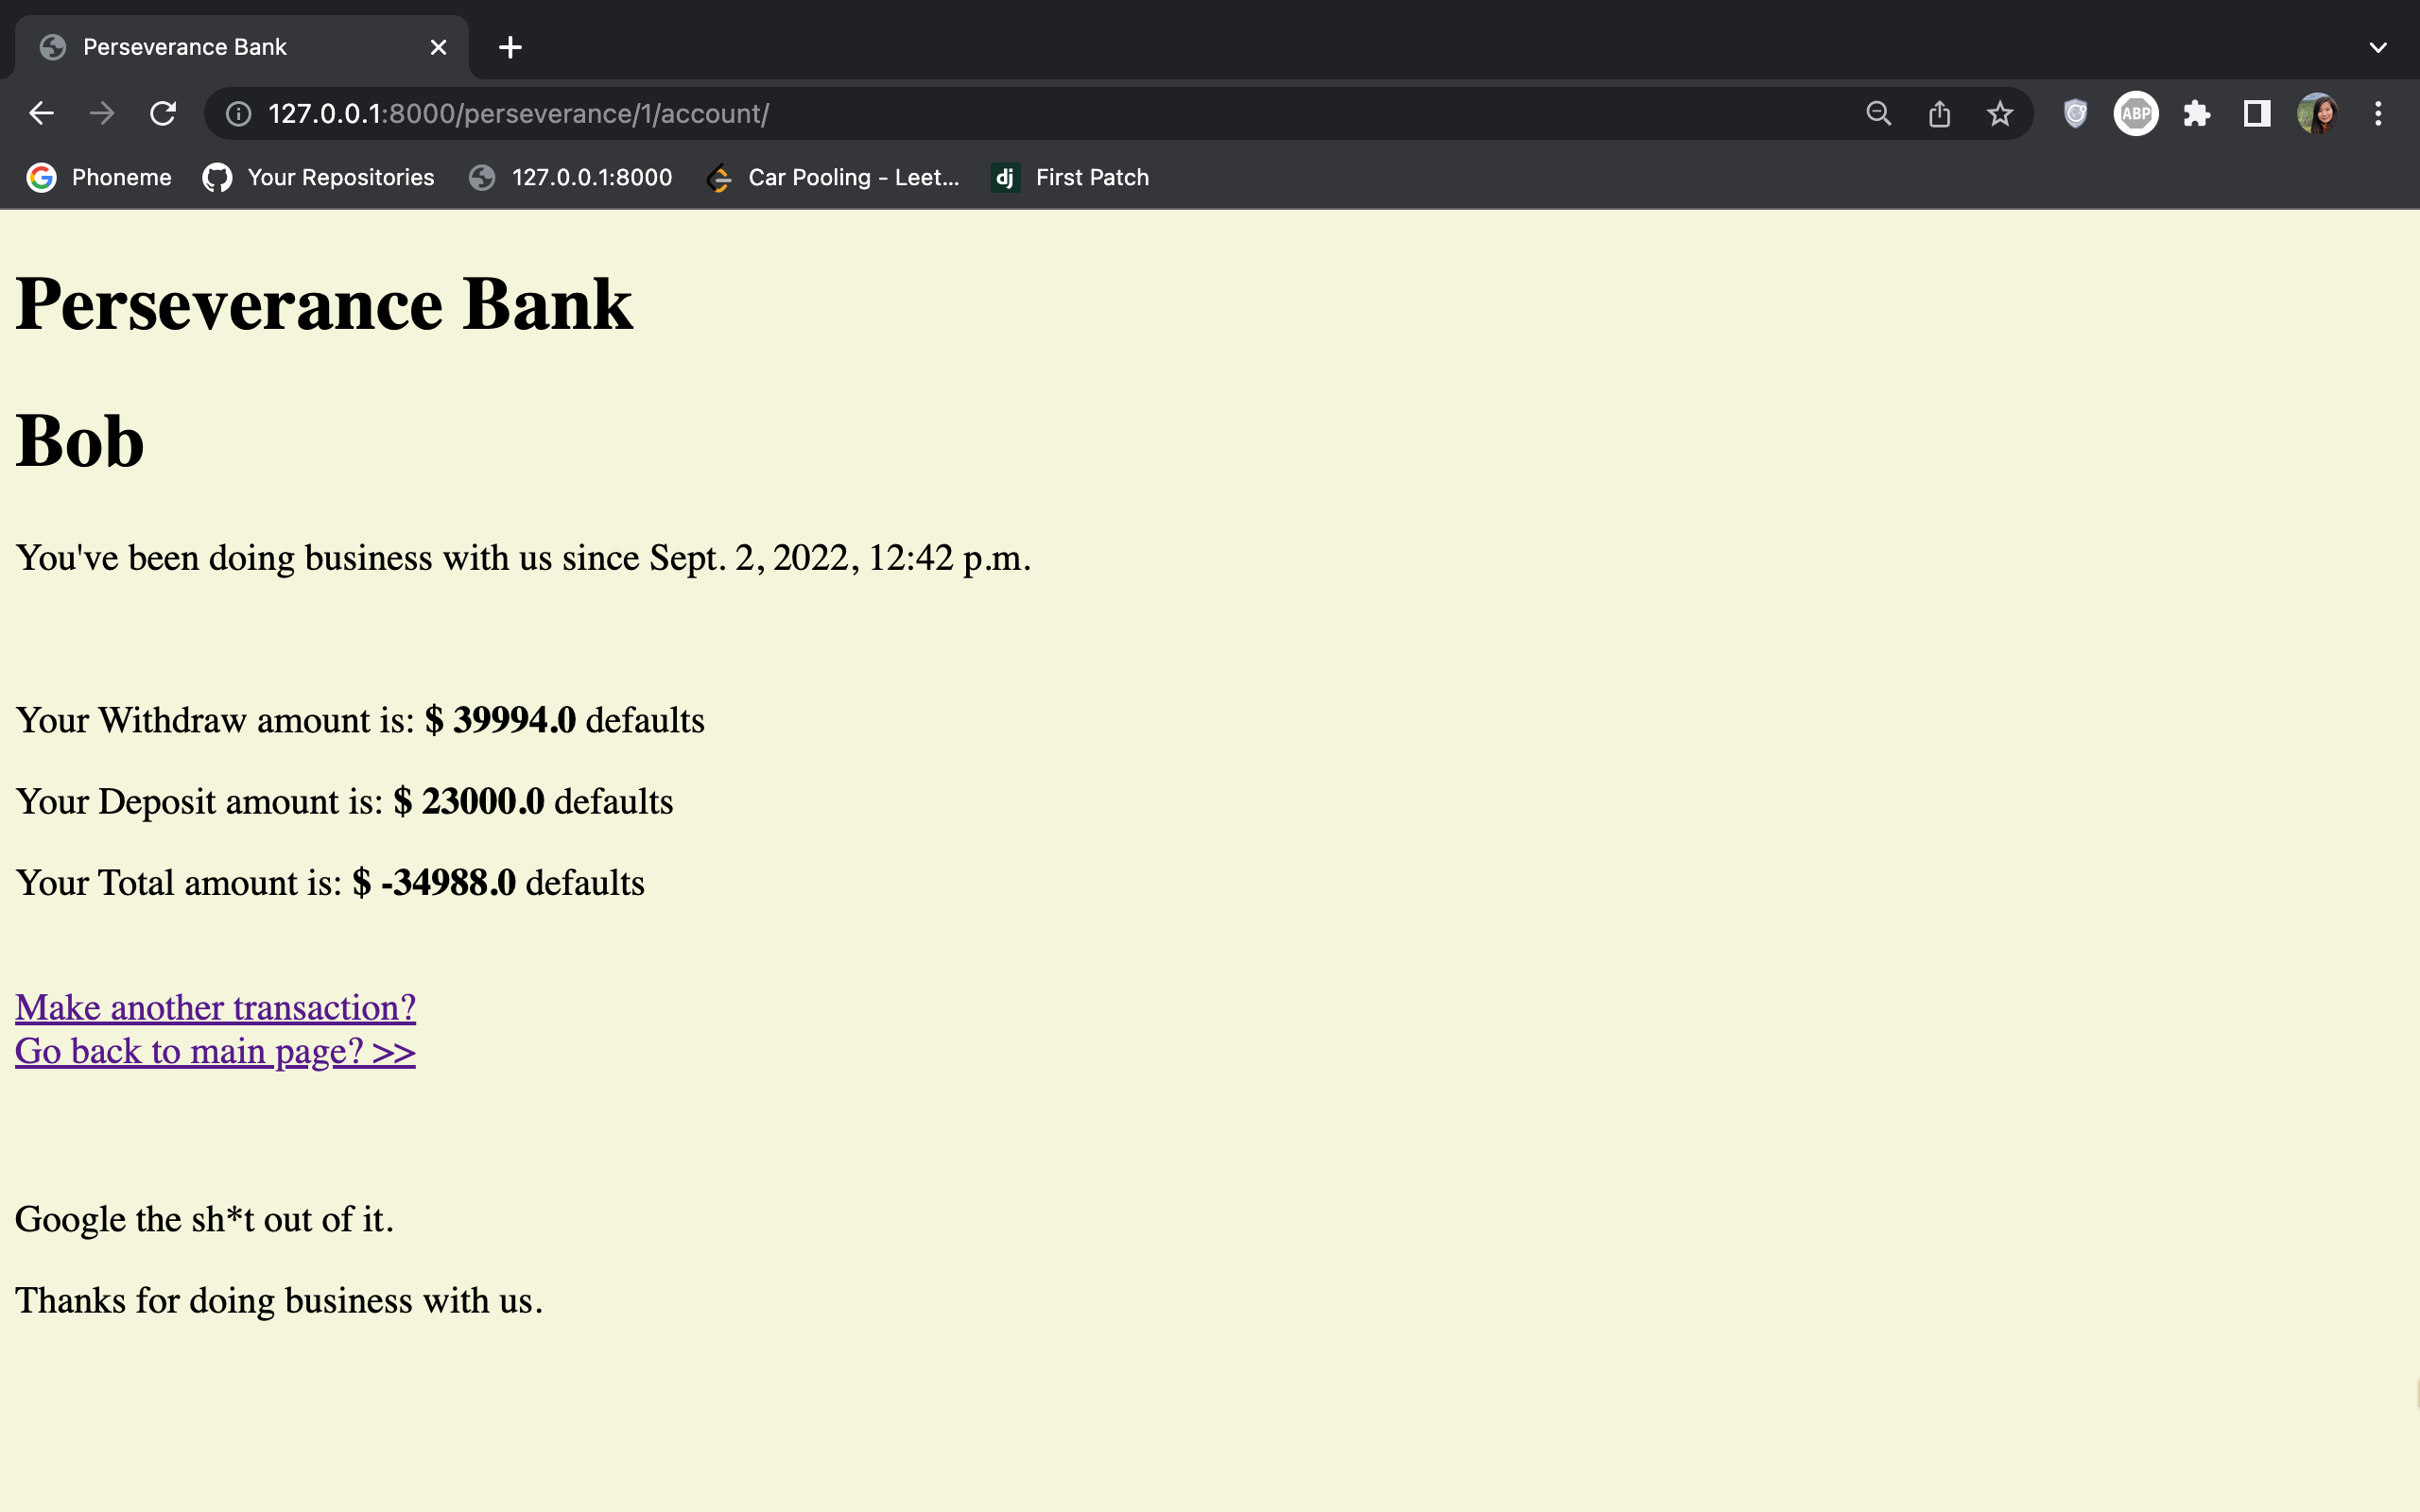 Perseverance Bank
127.0.0.1:8000/perseverance/1/account/
ABP
Phoneme Your Repositories 127.0.0.1:8000 Car Pooling - Leet... dj First Patch
Perseverance Bank
Bob
You've been doing business with us since Sept. 2, 2022, 12:42 p.m.
Your Withdraw amount is: $ 39994.0 defaults
Your Deposit amount is: $ 23000.0 defaults
Your Total amount is: $ -34988.0 defaults
Make another transaction?
Go back to main page? >>
Google the sh*t out of it.
Thanks for doing business with us.